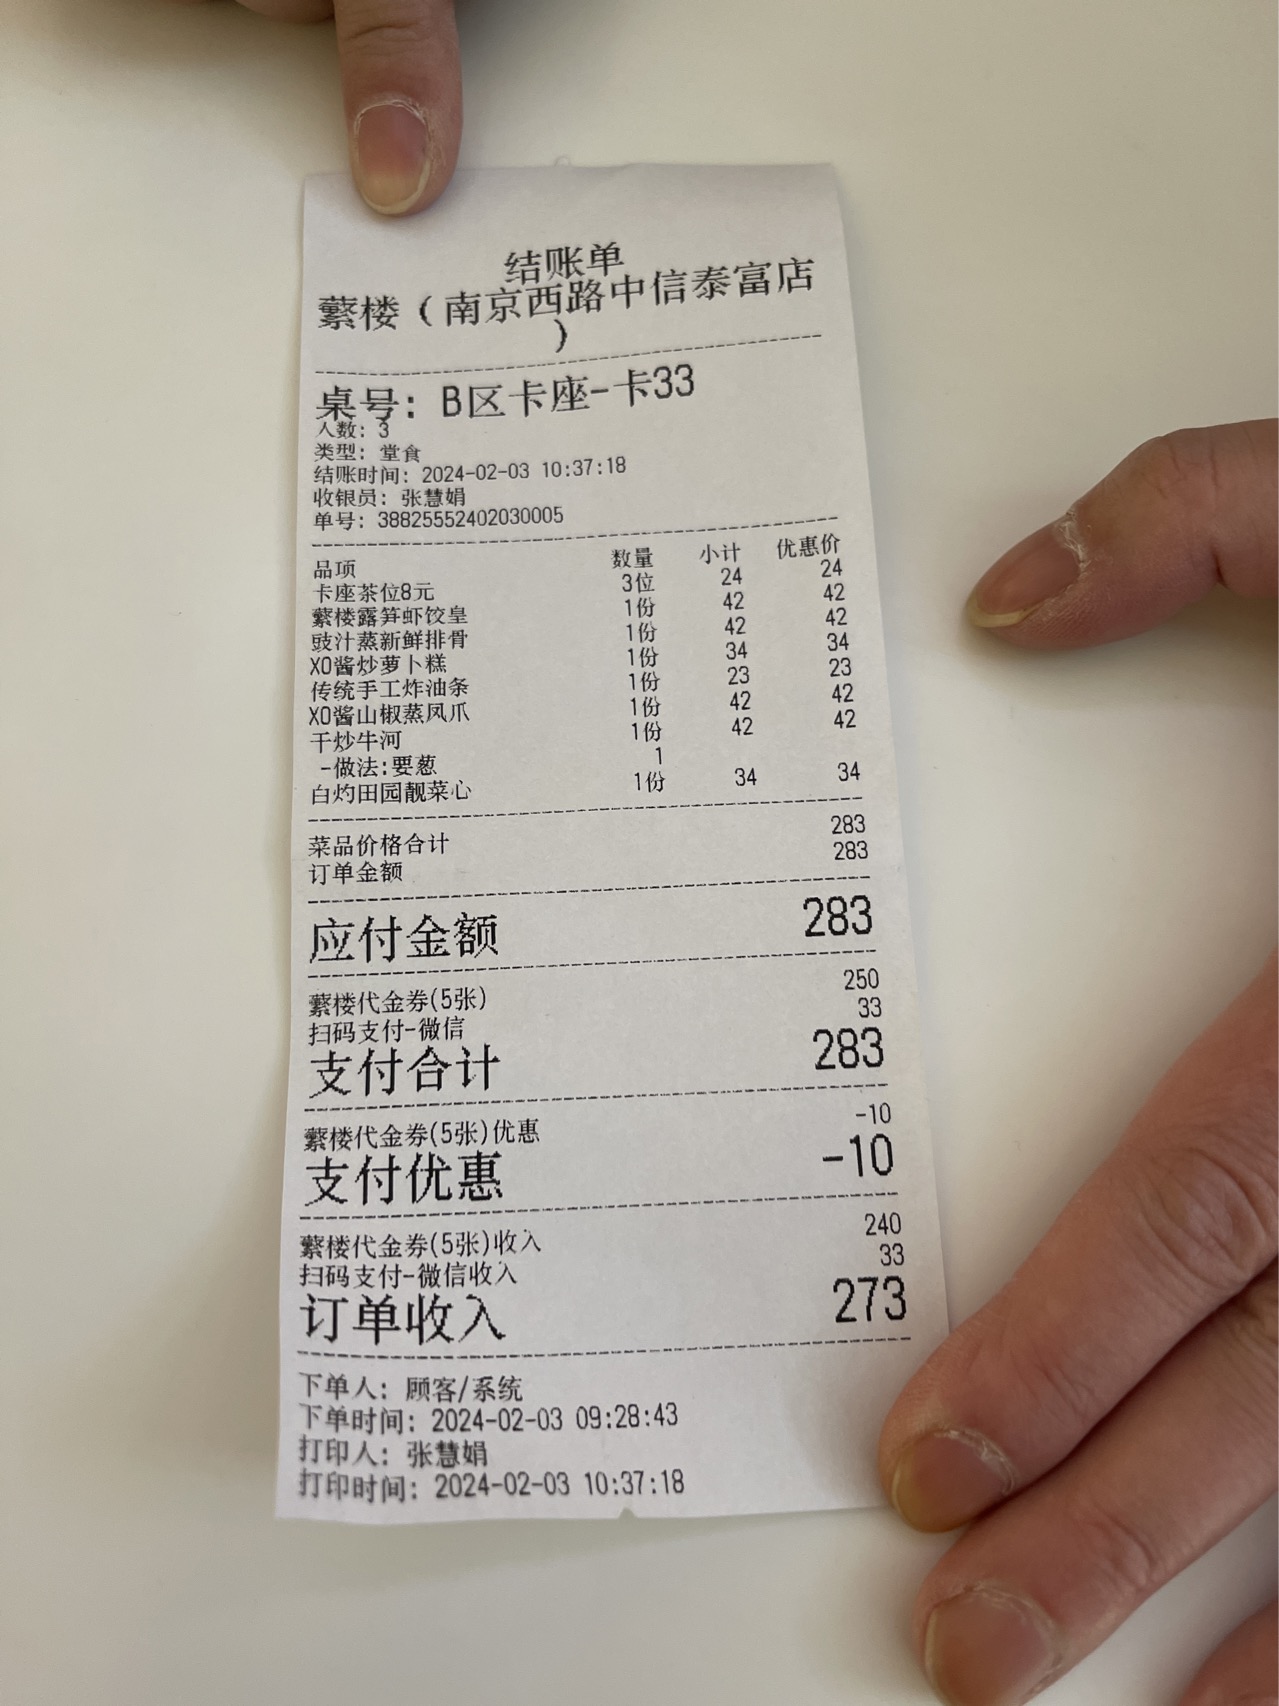 结账单
蘩楼（南京西路中信泰富店
）
桌号: B区卡座-卡33
人数: 3
类型: 堂食
结账时间: 2024-02-03 10:37:18
收银员: 张慧娟
单号: 38825552402030005
品项 数量 小计 优惠价
卡座茶位8元 3位 24 24
蘩楼露笋虾饺皇 1份 42 42
豉汁蒸新鲜排骨 1份 42 42
XO酱炒萝卜糕 1份 34 34
传统手工炸油条 1份 23 23
XO酱山椒蒸凤爪 1份 42 42
干炒牛河 1份 42 42
-做法:要葱 1
白灼田园靓菜心 1份 34 34
菜品价格合计 283
订单金额 283
应付金额 283
蘩楼代金券(5张) 250
扫码支付-微信 33
支付合计 283
蘩楼代金券(5张)优惠 -10
支付优惠 -10
蘩楼代金券(5张)收入 240
扫码支付-微信收入 33
订单收入 273
下单人: 顾客/系统
下单时间: 2024-02-03 09:28:43
打印人: 张慧娟
打印时间: 2024-02-03 10:37:18